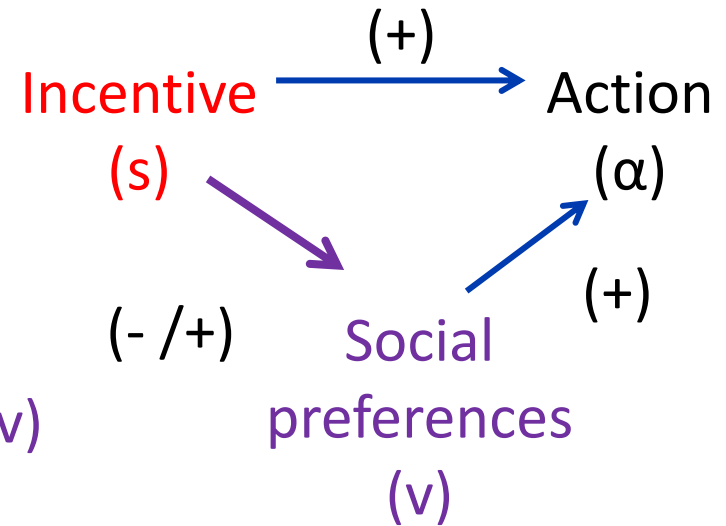 (+)
Incentive
(s)
Action
(α)
(- /+)
(+)
Social
preferences
(v)
v)